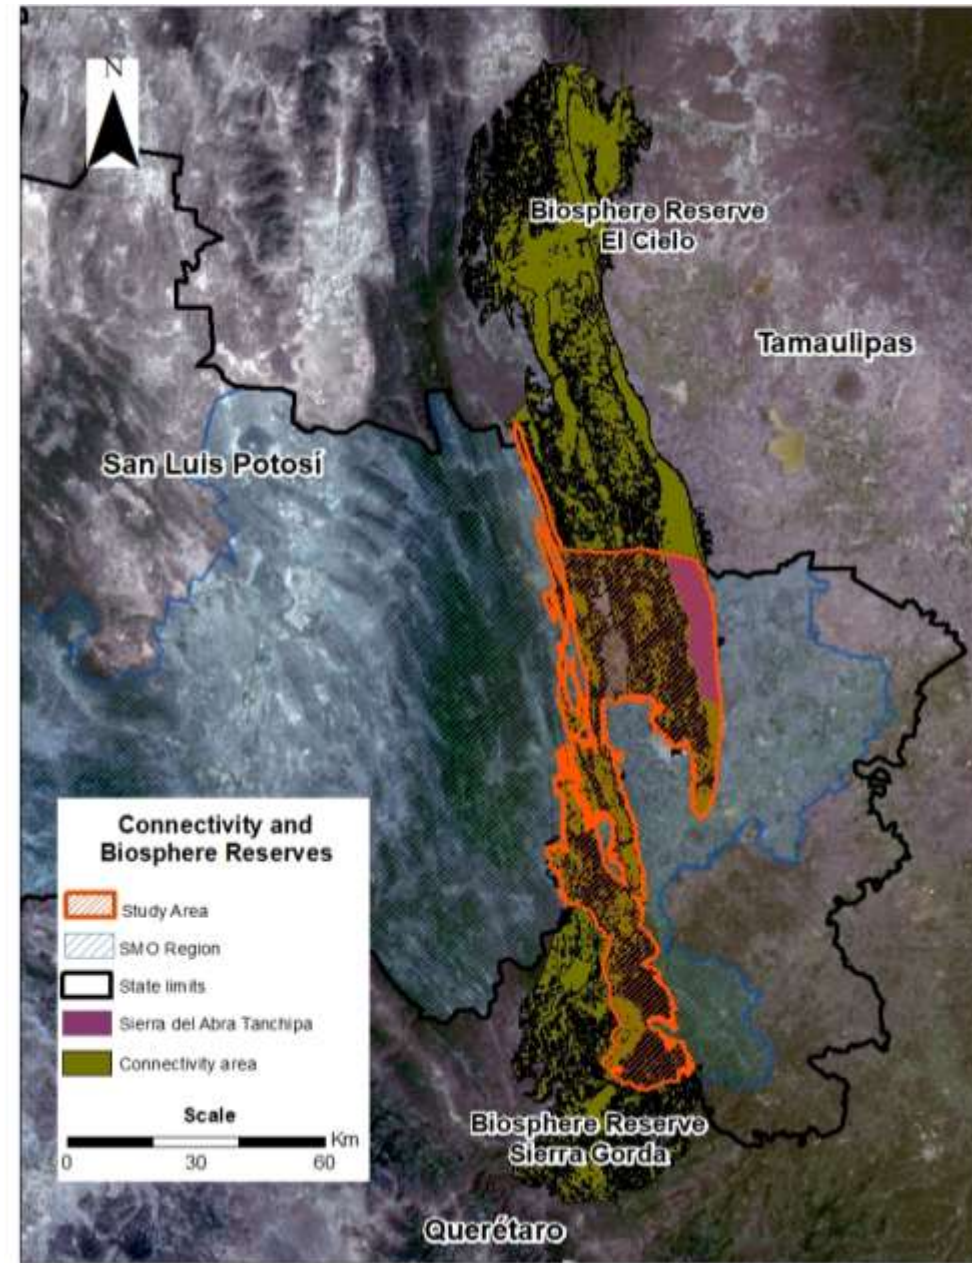 N
Biosphere Reserve
El Cielo
Tamaulipas
San Luis Potosí
Connectivity and
Biosphere Reserves
Study Area
SMO Region
State limits
Sierra del Abra Tanchipa
Connectivity area
Scale
Km
0 30 60
Biosphere Reserve
Sierra Gorda
Querétaro